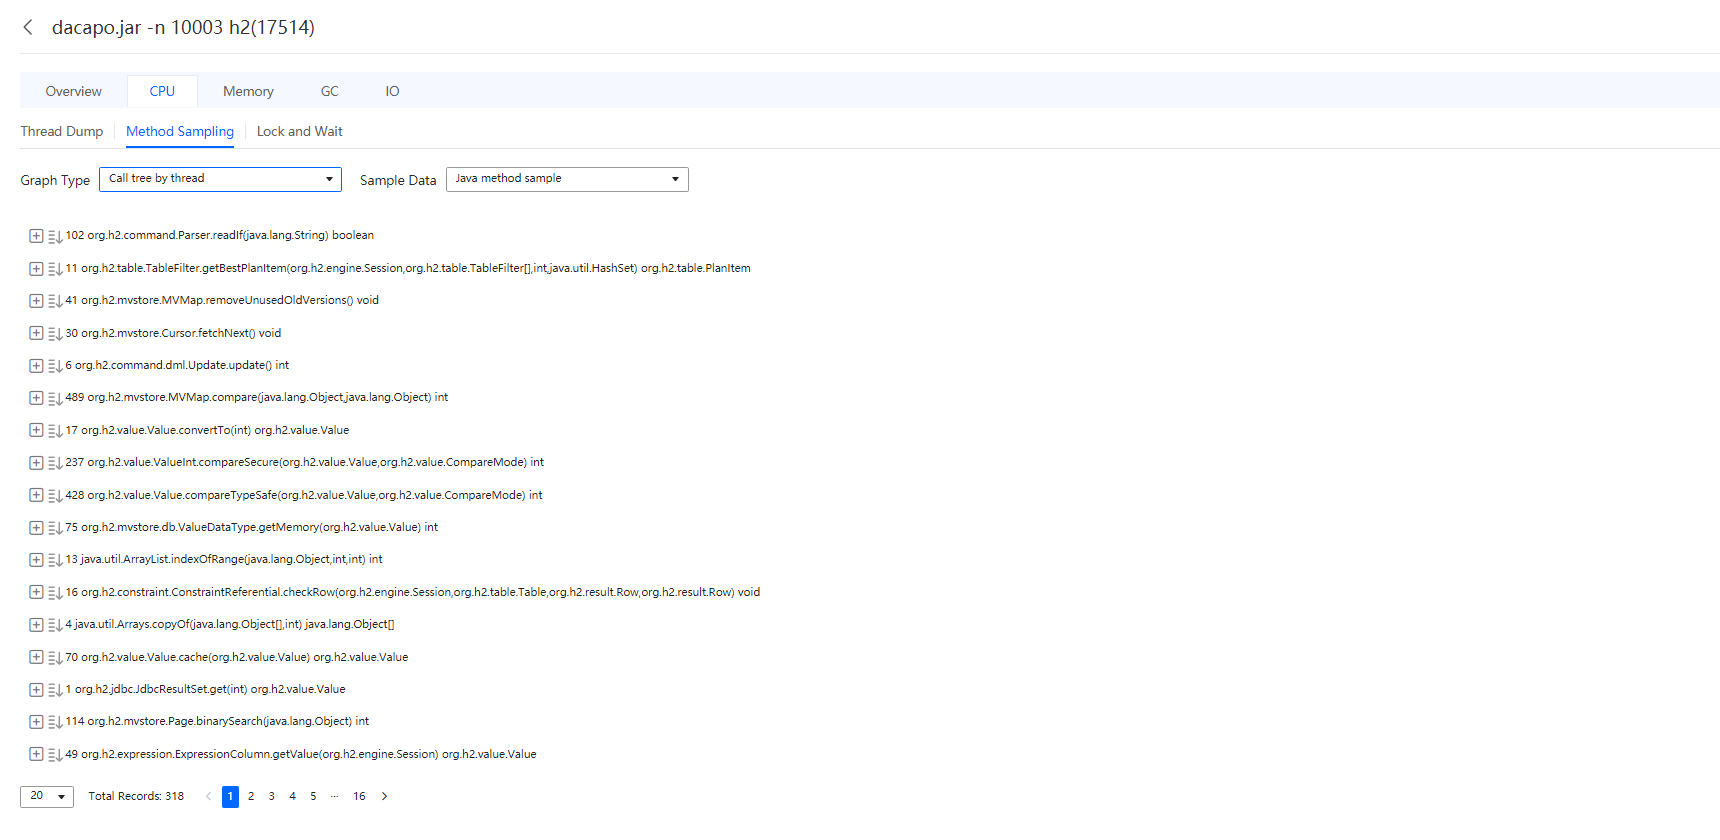 dacapo.jar -n 10003 h2(17514)
Overview CPU Memory GC IO
Thread Dump Method Sampling Lock and Wait
Graph Type Call tree by thread Sample Data Java method sample
102 org.h2.command.Parser.readIf(java.lang.String) boolean
11 org.h2.table.TableFilter.getBestPlanItem(org.h2.engine.Session,org.h2.table.TableFilter[],int,java.util.HashSet) org.h2.table.PlanItem
41 org.h2.mvstore.MVMap.removeUnusedOldVersions() void
30 org.h2.mvstore.Cursor.fetchNext() void
6 org.h2.command.dml.Update.update() int
489 org.h2.mvstore.MVMap.compare(java.lang.Object,java.lang.Object) int
17 org.h2.value.Value.convertTo(int) org.h2.value.Value
237 org.h2.value.ValueInt.compareSecure(org.h2.value.Value,org.h2.value.CompareMode) int
428 org.h2.value.Value.compareTypeSafe(org.h2.value.Value,org.h2.value.CompareMode) int
75 org.h2.mvstore.db.ValueDataType.getMemory(org.h2.value.Value) int
13 java.util.ArrayList.indexOfRange(java.lang.Object,int,int) int
16 org.h2.constraint.ConstraintReferential.checkRow(org.h2.engine.Session,org.h2.table.Table,org.h2.result.Row,org.h2.result.Row) void
4 java.util.Arrays.copyOf(java.lang.Object[],int) java.lang.Object[]
70 org.h2.value.Value.cache(org.h2.value.Value) org.h2.value.Value
1 org.h2.jdbc.JdbcResultSet.get(int) org.h2.value.Value
114 org.h2.mvstore.Page.binarySearch(java.lang.Object) int
49 org.h2.expression.ExpressionColumn.getValue(org.h2.engine.Session) org.h2.value.Value
20 Total Records: 318 < 1 2 3 4 5 ... 16 >